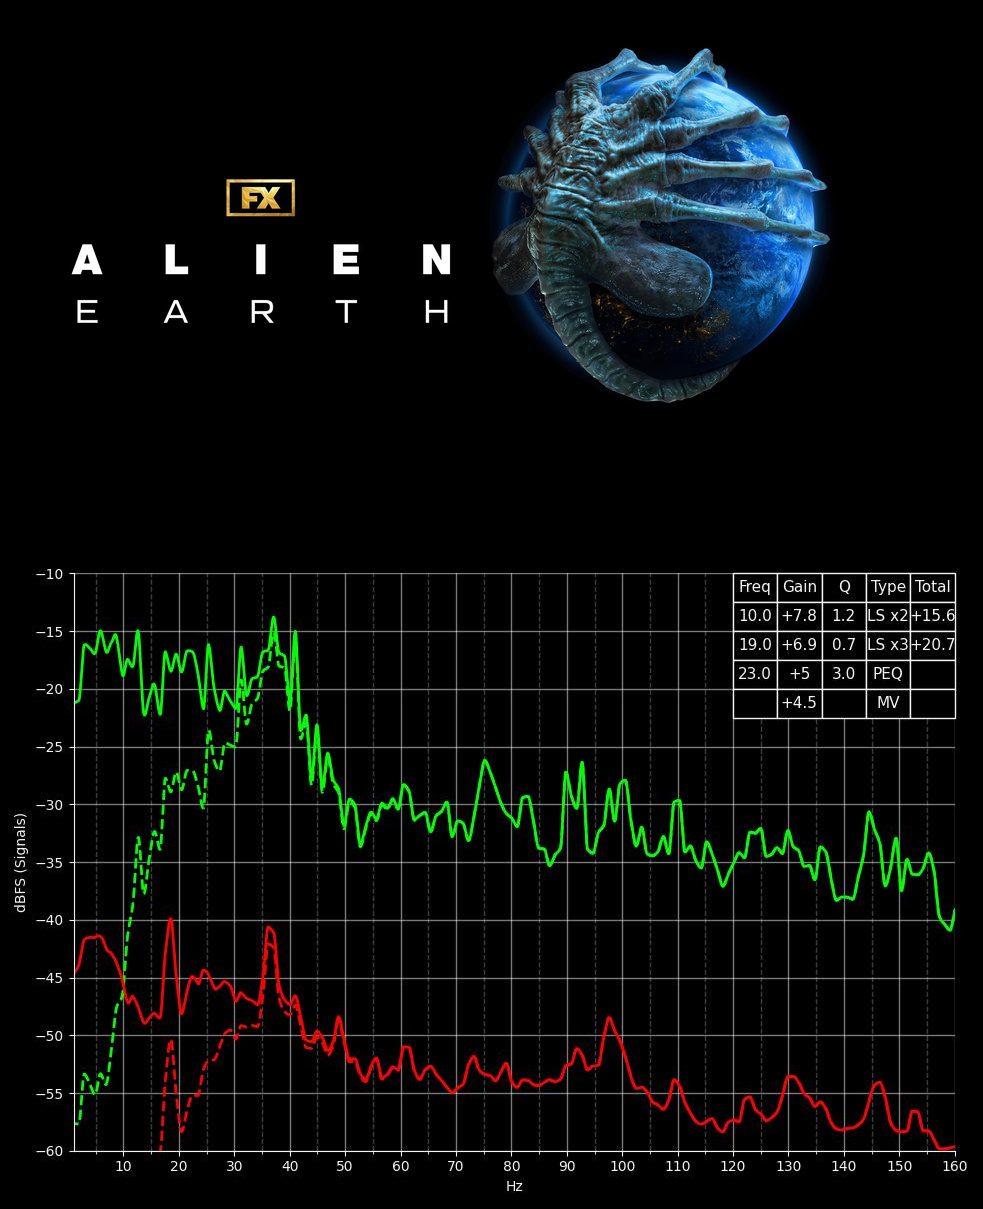 FX
A L I E N
E A R T H
Freq Gain Q Type Total
10.0 +7.8 1.2 LS x2 +15.6
19.0 +6.9 0.7 LS x3 +20.7
23.0 +5 3.0 PEQ
+4.5 MV
−10
−15
−20
−25
−30
−35
−40
−45
−50
−55
−60
dBFS (Signals)
10 20 30 40 50 60 70 80 90 100 110 120 130 140 150 160
Hz